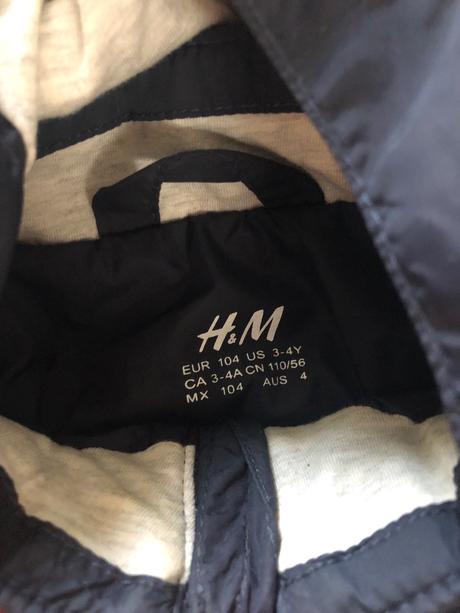 H&M
EUR 104 US 3-4Y
CA 3-4A CN 110/56
MX 104 AUS 4